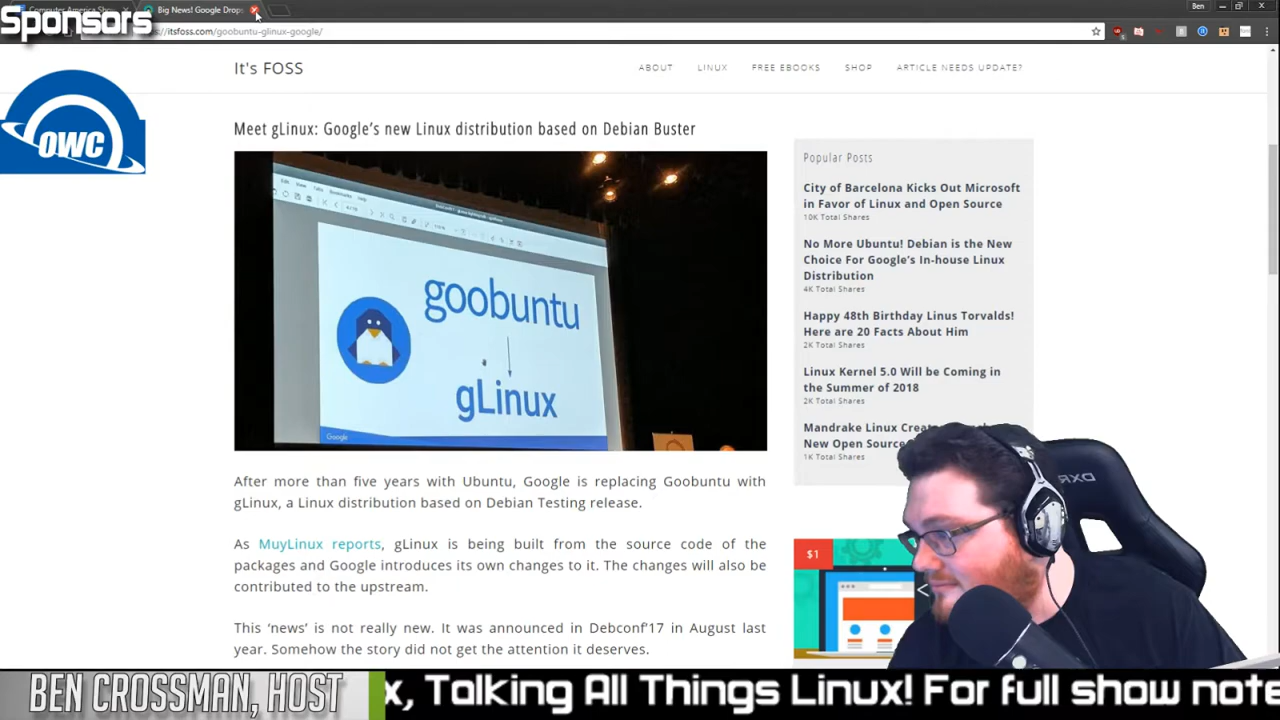 Sponsors
Computer America Sho
Big News! Google Drops
Ben
itsfoss.com/goobuntu-glinux-google/
OWC
It's FOSS
ABOUT LINUX FREE EBOOKS SHOP ARTICLE NEEDS UPDATE?
Meet gLinux: Google's new Linux distribution based on Debian Buster
goobuntu
gLinux
Google
After more than five years with Ubuntu, Google is replacing Goobuntu with
gLinux, a Linux distribution based on Debian Testing release.
As MuyLinux reports, gLinux is being built from the source code of the
packages and Google introduces its own changes to it. The changes will also be
contributed to the upstream.
This 'news' is not really new. It was announced in Debconf'17 in August last
year. Somehow the story did not get the attention it deserves.
Popular Posts
City of Barcelona Kicks Out Microsoft
in Favor of Linux and Open Source
10K Total Shares
No More Ubuntu! Debian is the New
Choice For Google's In-house Linux
Distribution
4K Total Shares
Happy 48th Birthday Linus Torvalds!
Here are 20 Facts About Him
2K Total Shares
Linux Kernel 5.0 Will be Coming in
the Summer of 2018
2K Total Shares
Mandrake Linux
New Open Source
1K Total Shares
$1
DXR
BEN CROSSMAN, HOST
x, Talking All Things Linux! For full show note